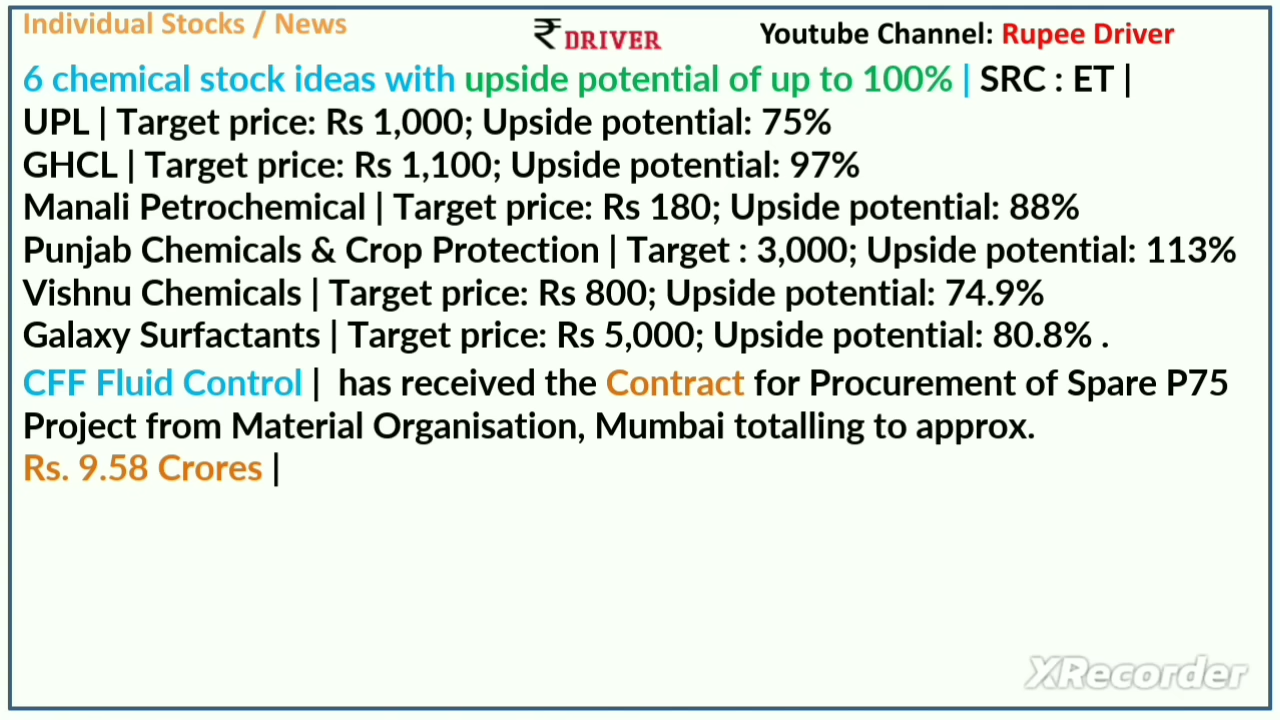 Individual Stocks / News
₹ DRIVER
Youtube Channel: Rupee Driver
6 chemical stock ideas with upside potential of up to 100% | SRC : ET |
UPL | Target price: Rs 1,000; Upside potential: 75%
GHCL | Target price: Rs 1,100; Upside potential: 97%
Manali Petrochemical | Target price: Rs 180; Upside potential: 88%
Punjab Chemicals & Crop Protection | Target : 3,000; Upside potential: 113%
Vishnu Chemicals | Target price: Rs 800; Upside potential: 74.9%
Galaxy Surfactants | Target price: Rs 5,000; Upside potential: 80.8% .
CFF Fluid Control | has received the Contract for Procurement of Spare P75
Project from Material Organisation, Mumbai totalling to approx.
Rs. 9.58 Crores |
XRecorder